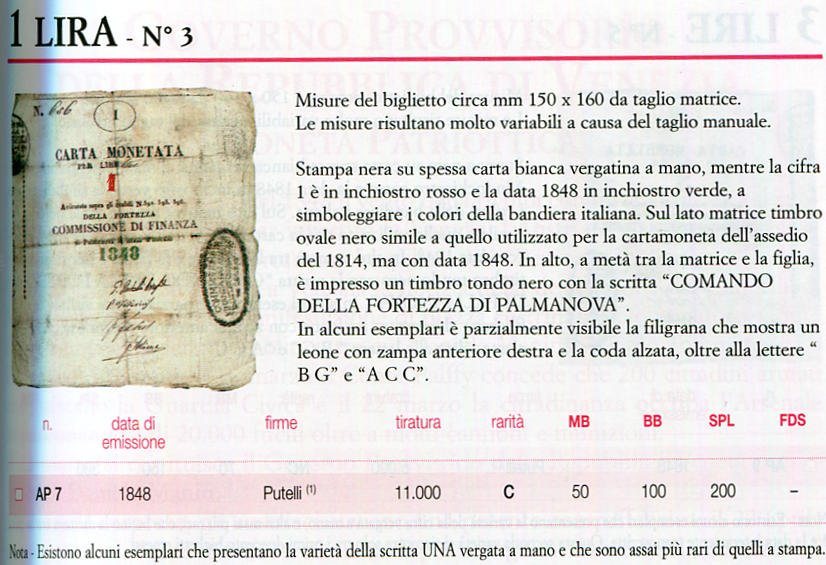 1 LIRA - N° 3
N. 606
1
CARTA MONETATA
PER LIRE
1
DELLA FORTEZZA
COMMISSIONE DI FINANZA
1848
Misure del biglietto circa mm 150 x 160 da taglio matrice.
Le misure risultano molto variabili a causa del taglio manuale.
Stampa nera su spessa carta bianca vergatina a mano, mentre la cifra
1 è in inchiostro rosso e la data 1848 in inchiostro verde, a
simboleggiare i colori della bandiera italiana. Sul lato matrice timbro
ovale nero simile a quello utilizzato per la cartamoneta dell'assedio
del 1814, ma con data 1848. In alto, a metà tra la matrice e la figlia,
è impresso un timbro tondo nero con la scritta “COMANDO
DELLA FORTEZZA DI PALMANOVA”.
In alcuni esemplari è parzialmente visibile la filigrana che mostra un
leone con zampa anteriore destra e la coda alzata, oltre alla lettere “
B G” e “A C C”.
n. data di emissione firme tiratura rarità MB BB SPL FDS
AP 7 1848 Putelli (1) 11.000 C 50 100 200 –
Nota - Esistono alcuni esemplari che presentano la varietà della scritta UNA vergata a mano e che sono assai più rari di quelli a stampa.